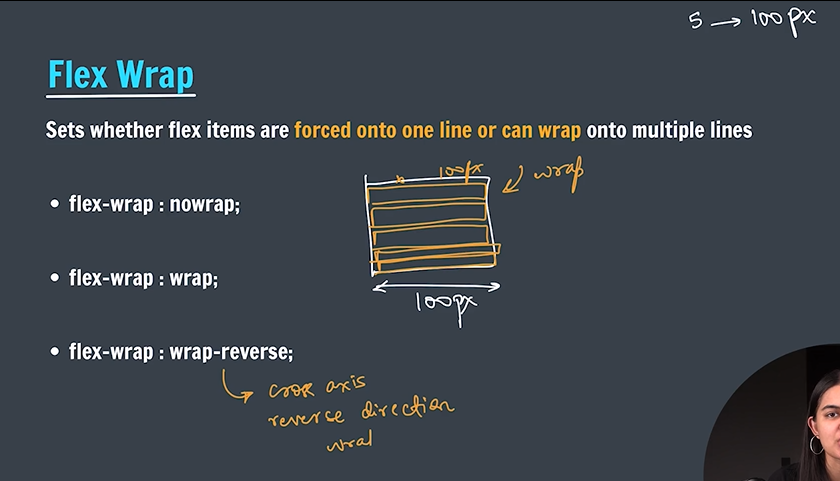 5 → 100px
Flex Wrap
Sets whether flex items are forced onto one line or can wrap onto multiple lines
100px
wrap
• flex-wrap : nowrap;
• flex-wrap : wrap;
100px
• flex-wrap : wrap-reverse;
axis
reverse direction